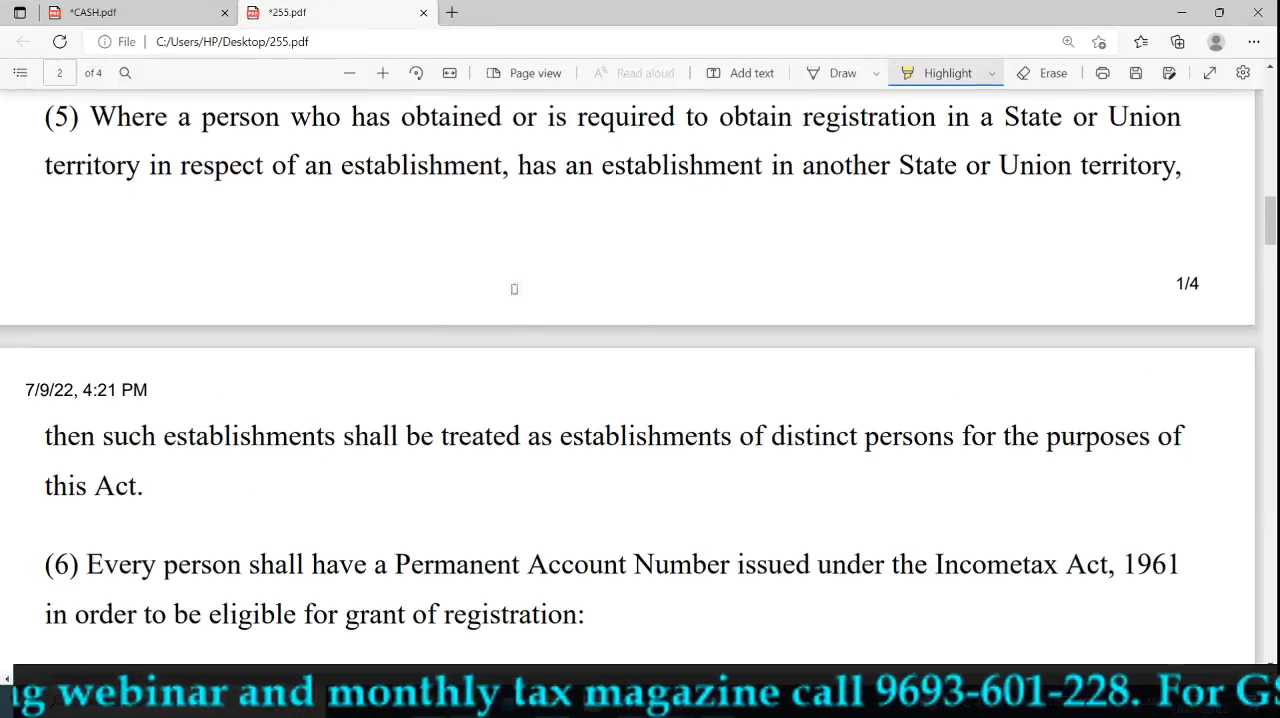 *CASH.pdf
*255.pdf
File
C:/Users/HP/Desktop/255.pdf
2 of 4
Page view
Read aloud
Add text
Draw
Highlight
Erase
(5) Where a person who has obtained or is required to obtain registration in a State or Union
territory in respect of an establishment, has an establishment in another State or Union territory,
1/4
7/9/22, 4:21 PM
then such establishments shall be treated as establishments of distinct persons for the purposes of
this Act.
(6) Every person shall have a Permanent Account Number issued under the Incometax Act, 1961
in order to be eligible for grant of registration:
webinar and monthly tax magazine call 9693-601-228. For